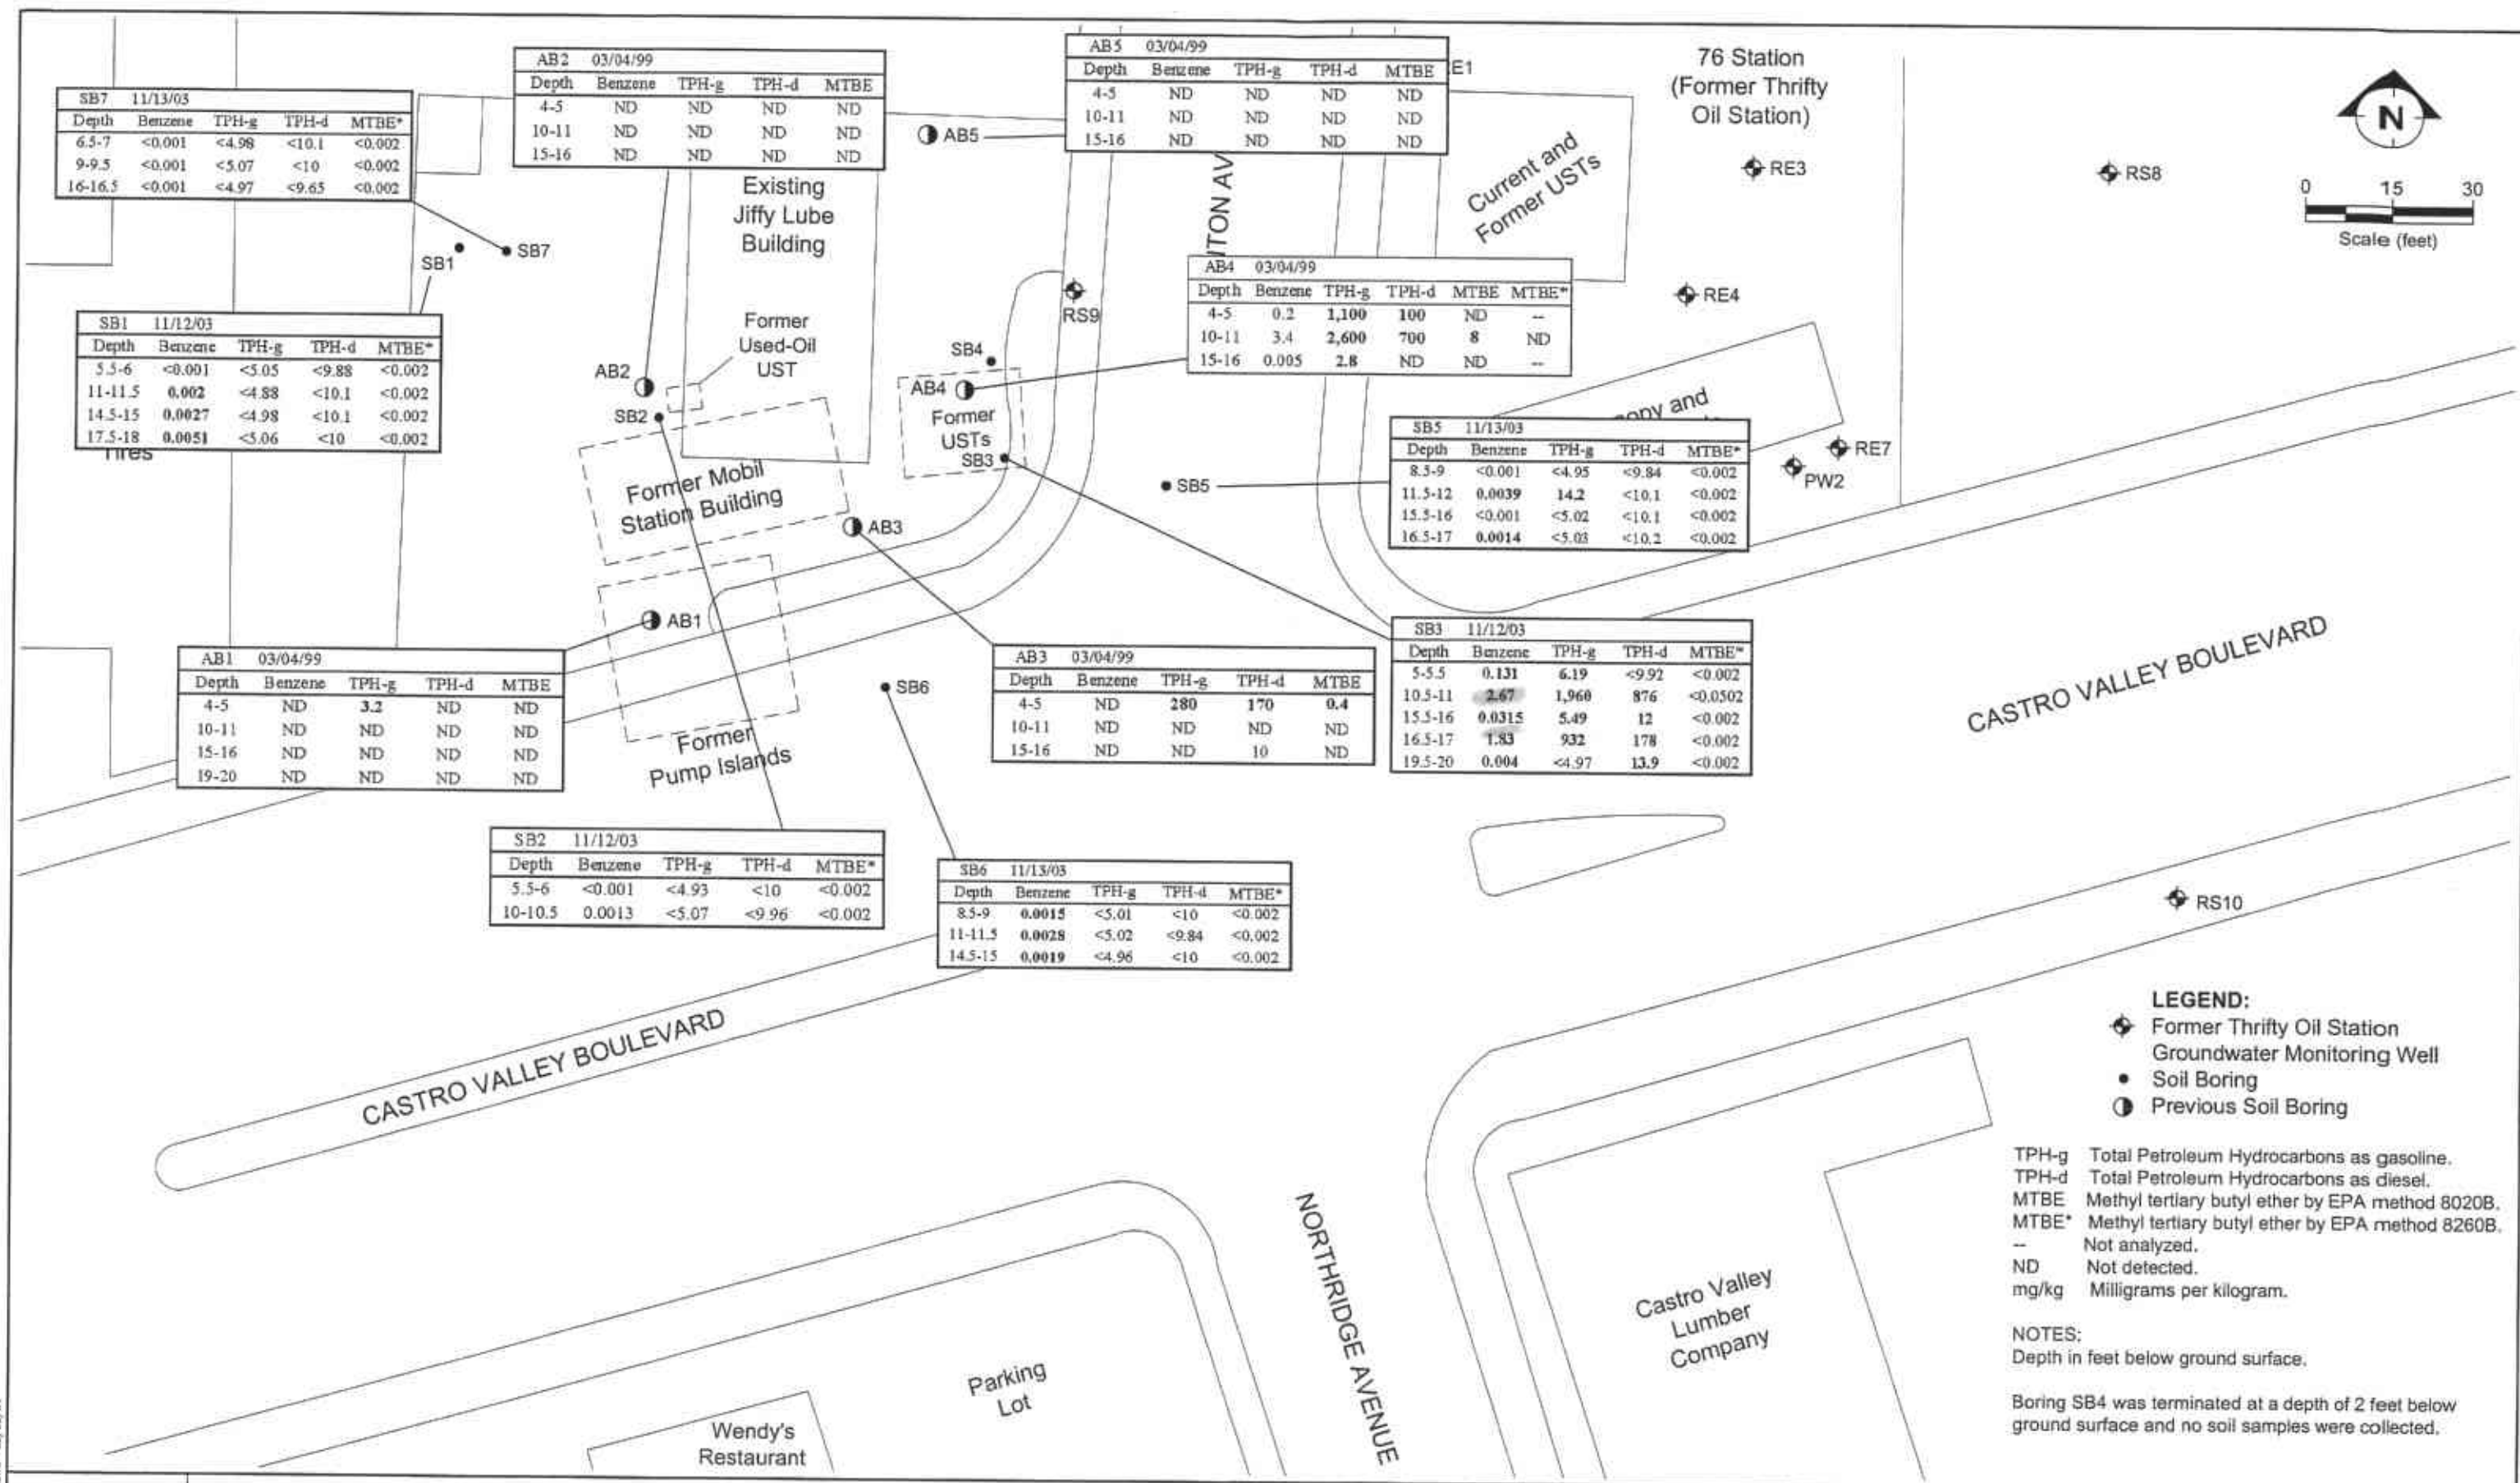 SB7 11/13/03
Depth Benzene TPH-g TPH-d MTBE*
6.5-7 <0.001 <4.98 <10.1 <0.002
9-9.5 <0.001 <5.07 <10 <0.002
16-16.5 <0.001 <4.97 <9.65 <0.002
AB2 03/04/99
Depth Benzene TPH-g TPH-d MTBE
4-5 ND ND ND ND
10-11 ND ND ND ND
15-16 ND ND ND ND
AB5 03/04/99
Depth Benzene TPH-g TPH-d MTBE
4-5 ND ND ND ND
10-11 ND ND ND ND
15-16 ND ND ND ND
E1
76 Station
(Former Thrifty
Oil Station)
N
0 15 30
Scale (feet)
AB5
Current and
Former USTs
RE3
RS8
Existing
Jiffy Lube
Building
ITON AV
SB1
SB7
RS9
RE4
AB4 03/04/99
Depth Benzene TPH-g TPH-d MTBE MTBE*
4-5 0.2 1,100 100 ND --
10-11 3.4 2,600 700 8 ND
15-16 0.005 2.8 ND ND --
SB1 11/12/03
Depth Benzene TPH-g TPH-d MTBE*
5.5-6 <0.001 <5.05 <9.88 <0.002
11-11.5 0.002 <4.88 <10.1 <0.002
14.5-15 0.0027 <4.98 <10.1 <0.002
17.5-18 0.0051 <5.06 <10 <0.002
Tires
Former
Used-Oil
UST
AB2
SB2
SB4
AB4
Former
USTs
SB3
opy and
SB5 11/13/03
Depth Benzene TPH-g TPH-d MTBE*
8.5-9 <0.001 <4.95 <9.84 <0.002
11.5-12 0.0039 14.2 <10.1 <0.002
15.5-16 <0.001 <5.02 <10.1 <0.002
16.5-17 0.0014 <5.03 <10.2 <0.002
RE7
PW2
SB5
Former Mobil
Station Building
AB3
AB1
AB1 03/04/99
Depth Benzene TPH-g TPH-d MTBE
4-5 ND 3.2 ND ND
10-11 ND ND ND ND
15-16 ND ND ND ND
19-20 ND ND ND ND
SB6
AB3 03/04/99
Depth Benzene TPH-g TPH-d MTBE
4-5 ND 280 170 0.4
10-11 ND ND ND ND
15-16 ND ND 10 ND
SB3 11/12/03
Depth Benzene TPH-g TPH-d MTBE*
5-5.5 0.131 6.19 <9.92 <0.002
10.5-11 2.67 1,960 876 <0.0502
15.5-16 0.0315 5.49 12 <0.002
16.5-17 1.83 932 178 <0.002
19.5-20 0.004 <4.97 13.9 <0.002
CASTRO VALLEY BOULEVARD
Former
Pump Islands
SB2 11/12/03
Depth Benzene TPH-g TPH-d MTBE*
5.5-6 <0.001 <4.93 <10 <0.002
10-10.5 0.0013 <5.07 <9.96 <0.002
SB6 11/13/03
Depth Benzene TPH-g TPH-d MTBE*
8.5-9 0.0015 <5.01 <10 <0.002
11-11.5 0.0028 <5.02 <9.84 <0.002
14.5-15 0.0019 <4.96 <10 <0.002
RS10
CASTRO VALLEY BOULEVARD
LEGEND:
Former Thrifty Oil Station
Groundwater Monitoring Well
Soil Boring
Previous Soil Boring
TPH-g Total Petroleum Hydrocarbons as gasoline.
TPH-d Total Petroleum Hydrocarbons as diesel.
MTBE Methyl tertiary butyl ether by EPA method 8020B.
MTBE* Methyl tertiary butyl ether by EPA method 8260B.
-- Not analyzed.
ND Not detected.
mg/kg Milligrams per kilogram.
NOTES:
Depth in feet below ground surface.
Boring SB4 was terminated at a depth of 2 feet below
ground surface and no soil samples were collected.
NORTHRIDGE AVENUE
Castro Valley
Lumber
Company
Parking
Lot
Wendy's
Restaurant